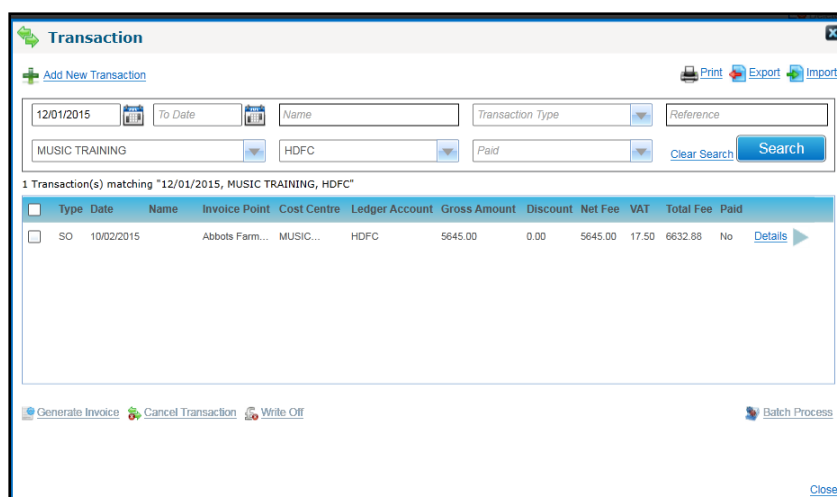 Transaction
Add New Transaction
Print Export Import
12/01/2015 To Date Name Transaction Type Reference
MUSIC TRAINING HDFC Paid Clear Search Search
1 Transaction(s) matching "12/01/2015, MUSIC TRAINING, HDFC"
Type Date Name Invoice Point Cost Centre Ledger Account Gross Amount Discount Net Fee VAT Total Fee Paid
SO 10/02/2015 Abbots Farm... MUSIC... HDFC 5645.00 0.00 5645.00 17.50 6632.88 No Details
Generate Invoice Cancel Transaction Write Off Batch Process
Close